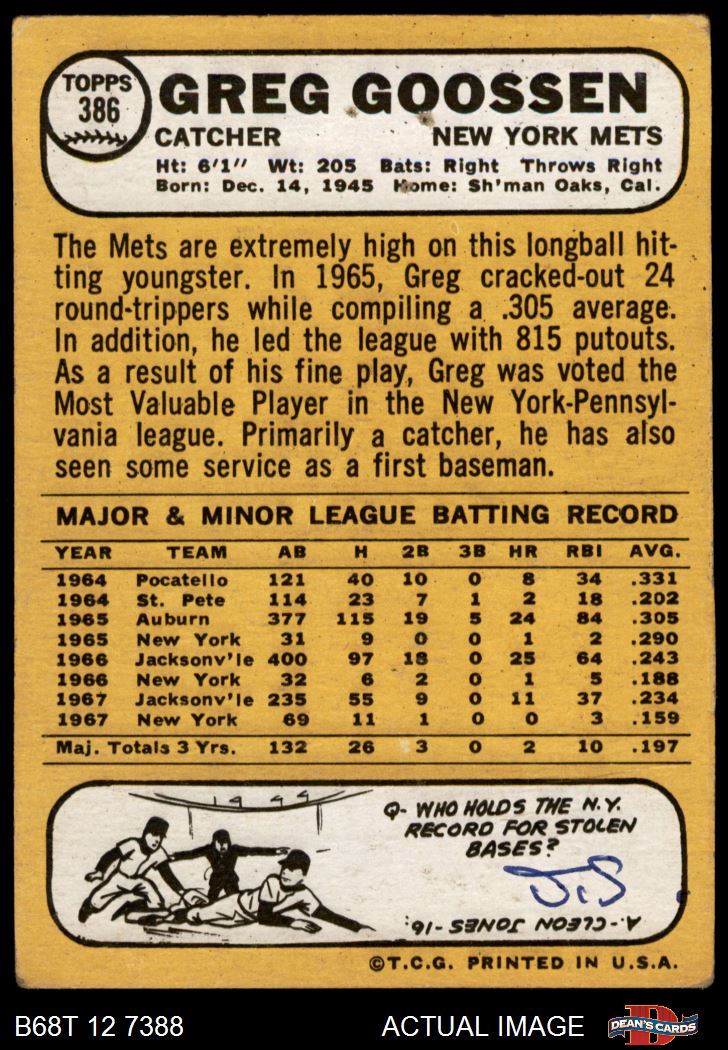 TOPPS
386
GREG GOOSSEN
CATCHER NEW YORK METS
Ht: 6'1" Wt: 205 Bats: Right Throws Right
Born: Dec. 14, 1945 Home: Sh'man Oaks, Cal.
The Mets are extremely high on this longball hit-
ting youngster. In 1965, Greg cracked-out 24
round-trippers while compiling a .305 average.
In addition, he led the league with 815 putouts.
As a result of his fine play, Greg was voted the
Most Valuable Player in the New York-Pennsyl-
vania league. Primarily a catcher, he has also
seen some service as a first baseman.
MAJOR & MINOR LEAGUE BATTING RECORD
YEAR TEAM AB H 2B 3B HR RBI AVG.
1964 Pocatello 121 40 10 0 8 34 .331
1964 St. Pete 114 23 7 1 2 18 .202
1965 Auburn 377 115 19 5 24 84 .305
1965 New York 31 9 0 0 1 2 .290
1966 Jacksonv'le 400 97 18 0 25 64 .243
1966 New York 32 6 2 0 1 5 .188
1967 Jacksonv'le 235 55 9 0 11 37 .234
1967 New York 69 11 1 0 0 3 .159
Maj. Totals 3 Yrs. 132 26 3 0 2 10 .197
Q- WHO HOLDS THE N.Y.
RECORD FOR STOLEN
BASES?
J.S
A.- CLEON JONES -16.
©T.C.G. PRINTED IN U.S.A.
B68T 12 7388 ACTUAL IMAGE DEAN'S CARDS